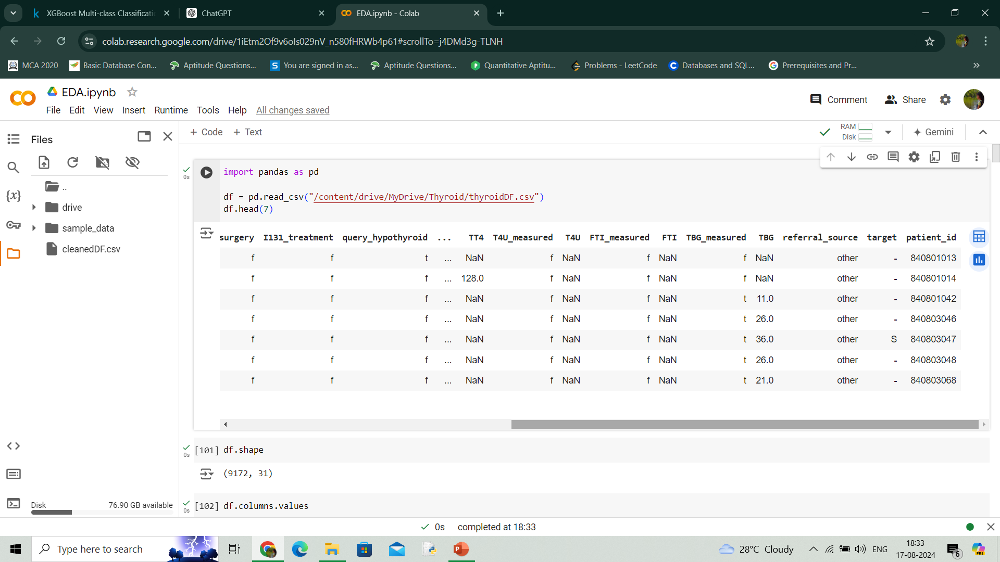 XGBoost Multi-class Classificati
ChatGPT
EDA.ipynb - Colab
colab.research.google.com/drive/1iEtm2Of9v6oIs029nV_n580fHRWb4p61#scrollTo=j4DMd3g-TLNH
MCA 2020
Basic Database Con...
Aptitude Questions...
You are signed in as...
Aptitude Questions...
Quantitative Aptitu...
Problems - LeetCode
Databases and SQL...
Prerequisites and Pr...
EDA.ipynb
File Edit View Insert Runtime Tools Help All changes saved
Comment
Share
Files
+ Code + Text
RAM
Disk
Gemini
..
drive
sample_data
cleanedDF.csv
Disk 76.90 GB available
0s
import pandas as pd
df = pd.read_csv("/content/drive/MyDrive/Thyroid/thyroidDF.csv")
df.head(7)
surgery I131_treatment query_hypothyroid ... TT4 T4U_measured T4U FTI_measured FTI TBG_measured TBG referral_source target patient_id
f f t ... NaN f NaN f NaN f NaN other - 840801013
f f f ... 128.0 f NaN f NaN f NaN other - 840801014
f f f ... NaN f NaN f NaN t 11.0 other - 840801042
f f f ... NaN f NaN f NaN t 26.0 other - 840803046
f f f ... NaN f NaN f NaN t 36.0 other S 840803047
f f f ... NaN f NaN f NaN t 26.0 other - 840803048
f f f ... NaN f NaN f NaN t 21.0 other - 840803068
0s
[101] df.shape
(9172, 31)
0s
[102] df.columns.values
0s completed at 18:33
Type here to search
28°C Cloudy
ENG
18:33
17-08-2024
6
PRE